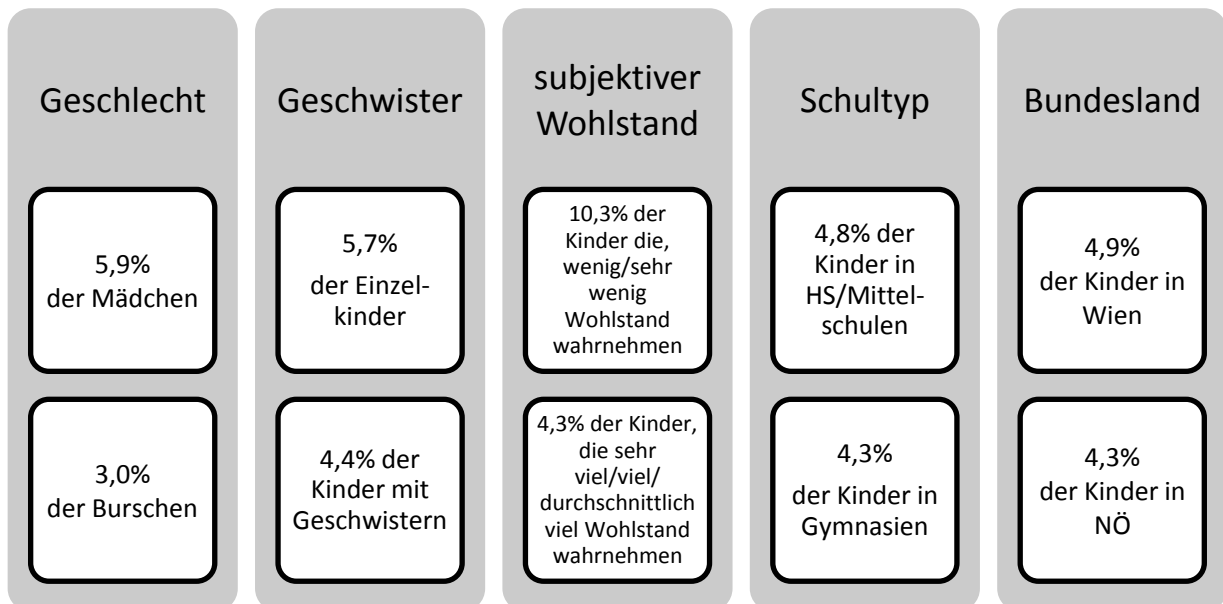 Geschlecht
5,9%
der Mädchen
3,0%
der Burschen
Geschwister
5,7%
der Einzel-
kinder
4,4% der
Kinder mit
Geschwistern
subjektiver
Wohlstand
10,3% der
Kinder die,
wenig/sehr
wenig
Wohlstand
wahrnehmen
4,3% der Kinder,
die sehr
viel/viel/
durchschnittlich
viel Wohlstand
wahrnehmen
Schultyp
4,8% der
Kinder in
HS/Mittel-
schulen
4,3%
der Kinder in
Gymnasien
Bundesland
4,9%
der Kinder in
Wien
4,3%
der Kinder in
NÖ